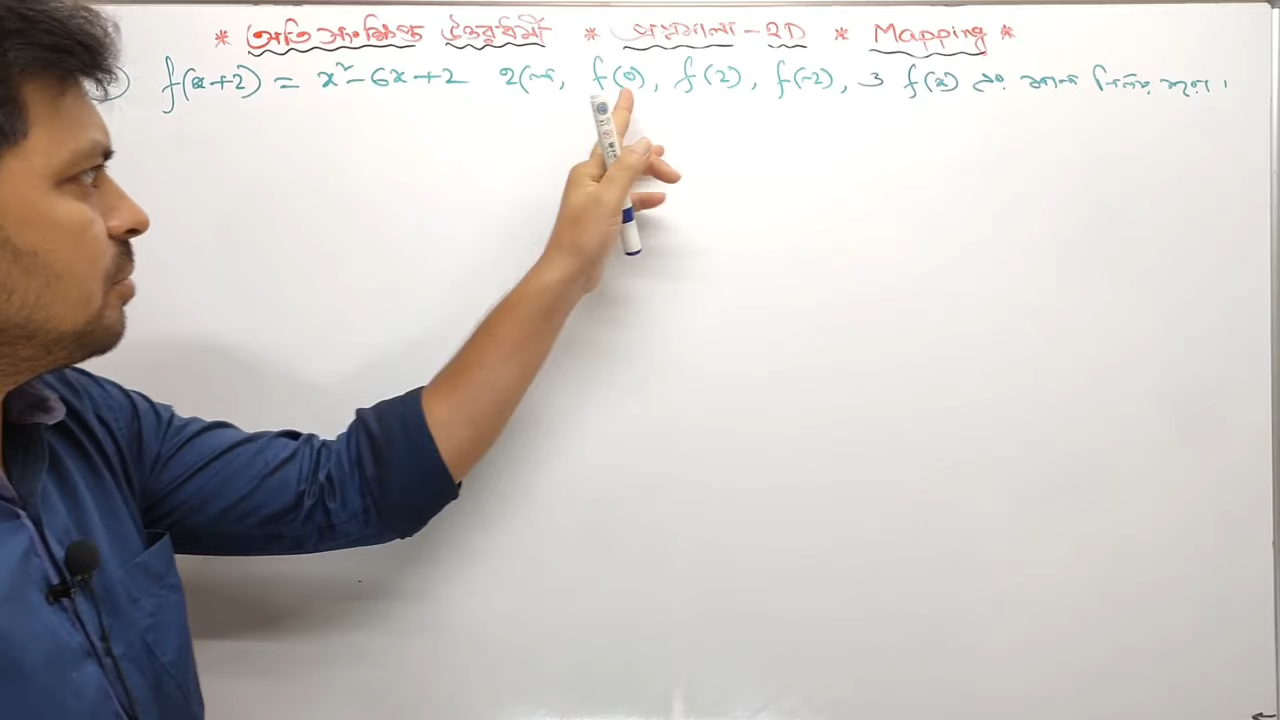 * অতি সংক্ষিপ্ত উত্তরধর্মী * প্রশ্নমালা - 2D * Mapping *
f(x+2) = x² - 6x + 2 হলে, f(0), f(2), f(-2), ও f(x) এর মান নির্ণয় কর।